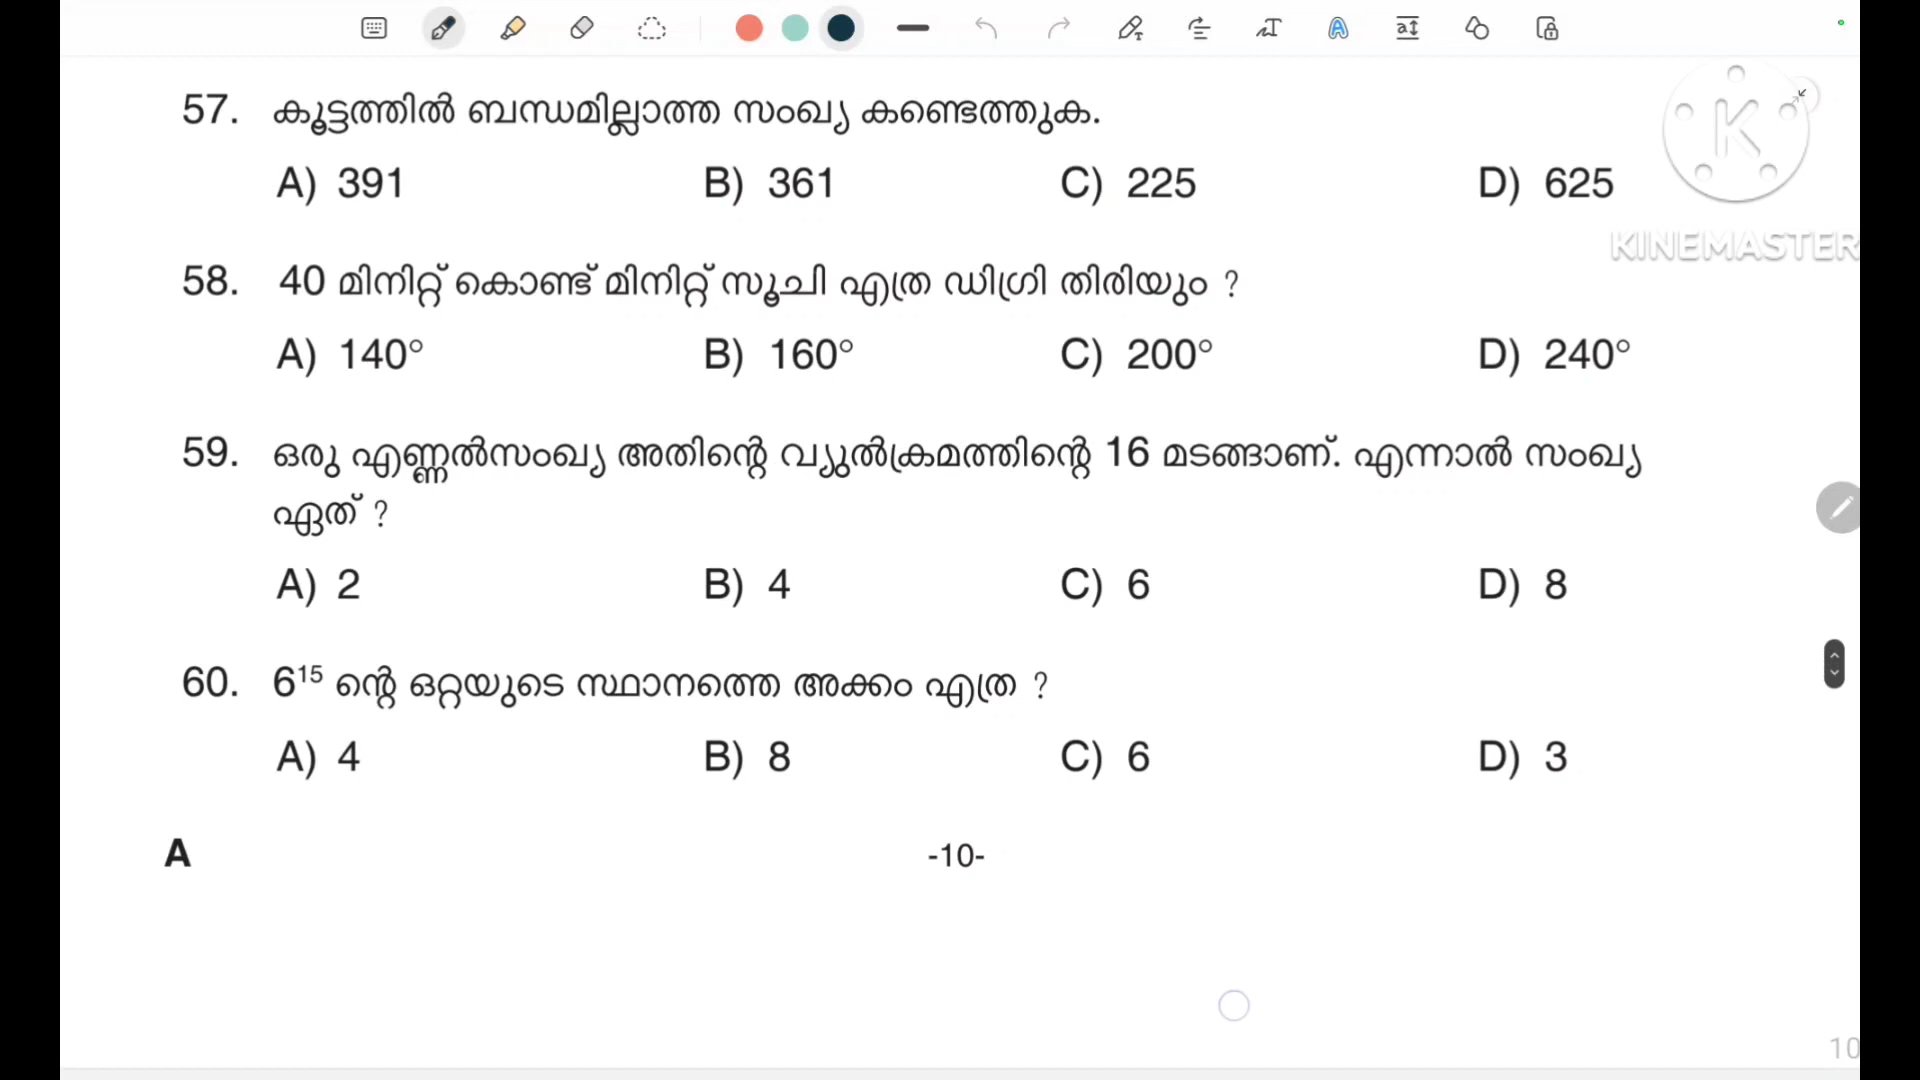 57. കൂട്ടത്തിൽ ബന്ധമില്ലാത്ത സംഖ്യ കണ്ടെത്തുക.
A) 391 B) 361 C) 225 D) 625
KINEMASTER
58. 40 മിനിറ്റ് കൊണ്ട് മിനിറ്റ് സൂചി എത്ര ഡിഗ്രി തിരിയും ?
A) 140° B) 160° C) 200° D) 240°
59. ഒരു എണ്ണൽസംഖ്യ അതിന്റെ വ്യുൽക്രമത്തിന്റെ 16 മടങ്ങാണ്. എന്നാൽ സംഖ്യ
ഏത് ?
A) 2 B) 4 C) 6 D) 8
60. 6¹⁵ ന്റെ ഒറ്റയുടെ സ്ഥാനത്തെ അക്കം എത്ര ?
A) 4 B) 8 C) 6 D) 3
A -10-
10